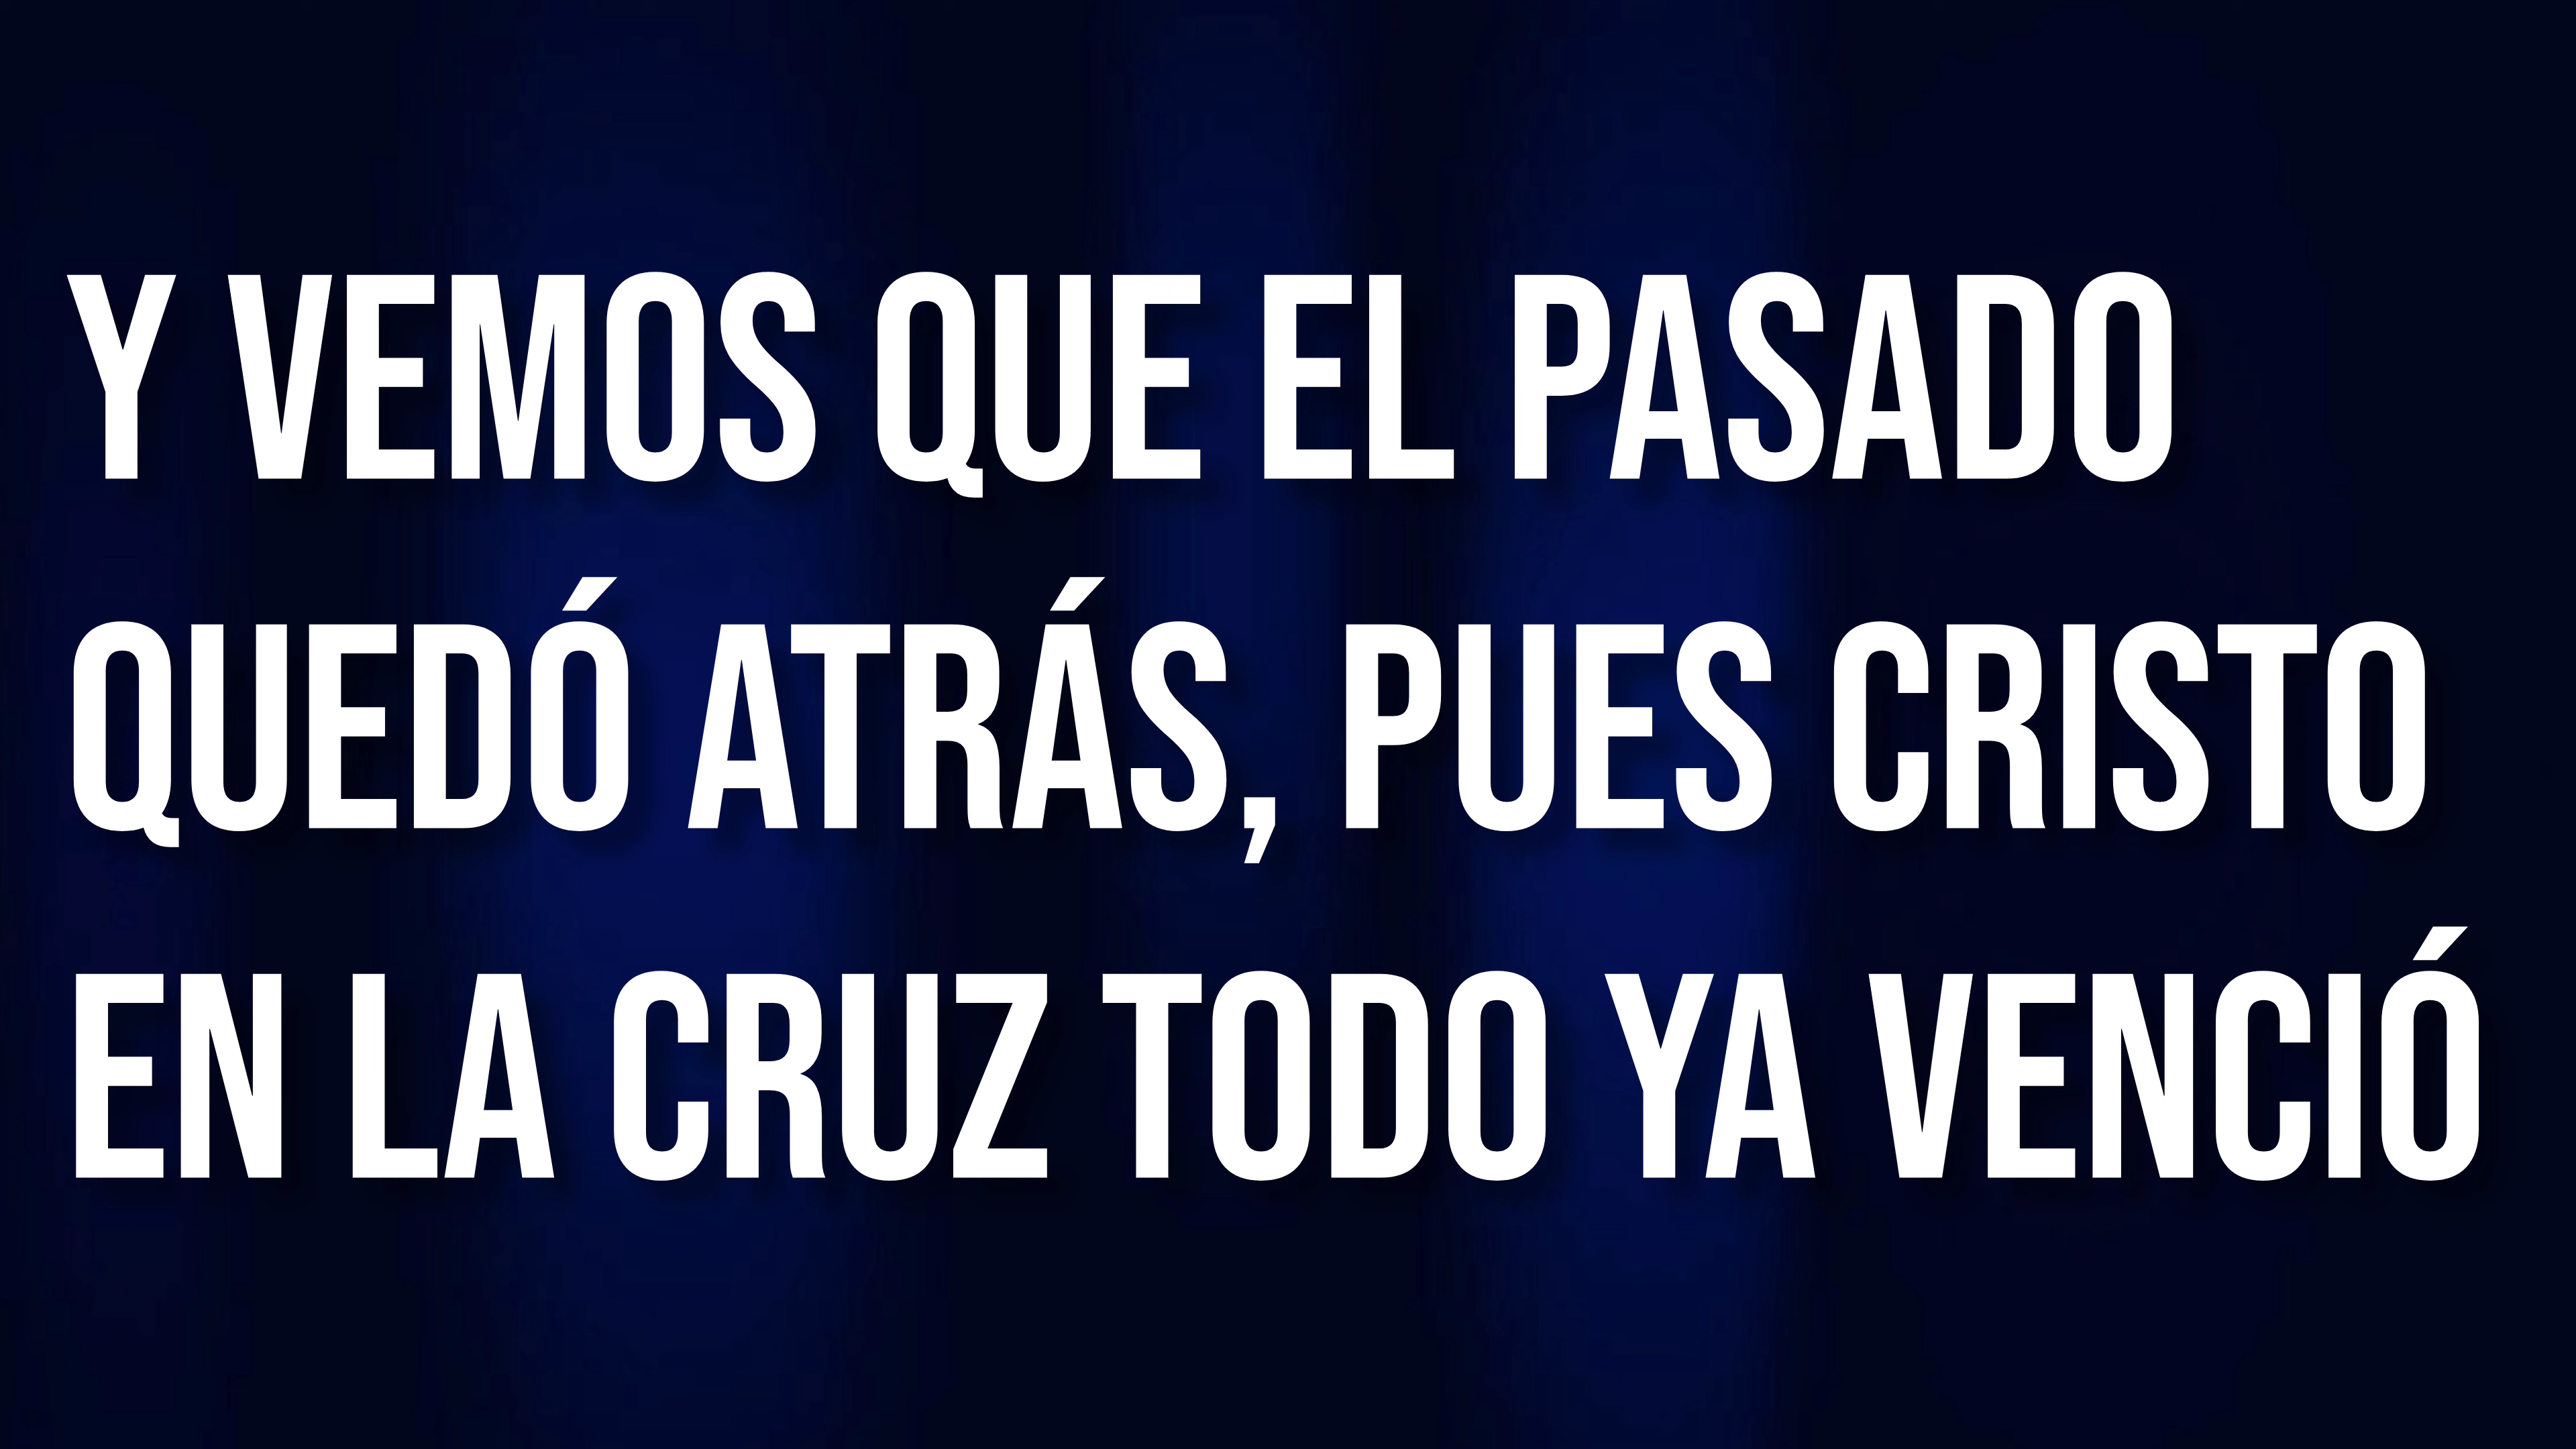 Y VEMOS QUE EL PASADO
QUEDÓ ATRÁS, PUES CRISTO
EN LA CRUZ TODO YA VENCIÓ